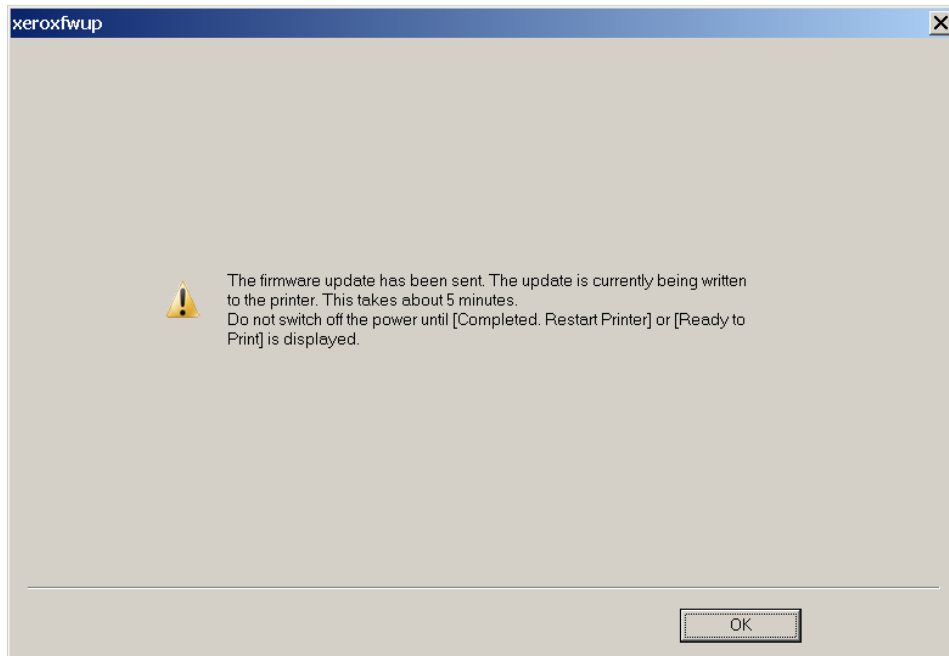 xeroxfwup
The firmware update has been sent. The update is currently being written
to the printer. This takes about 5 minutes.
Do not switch off the power until [Completed. Restart Printer] or [Ready to
Print] is displayed.
OK